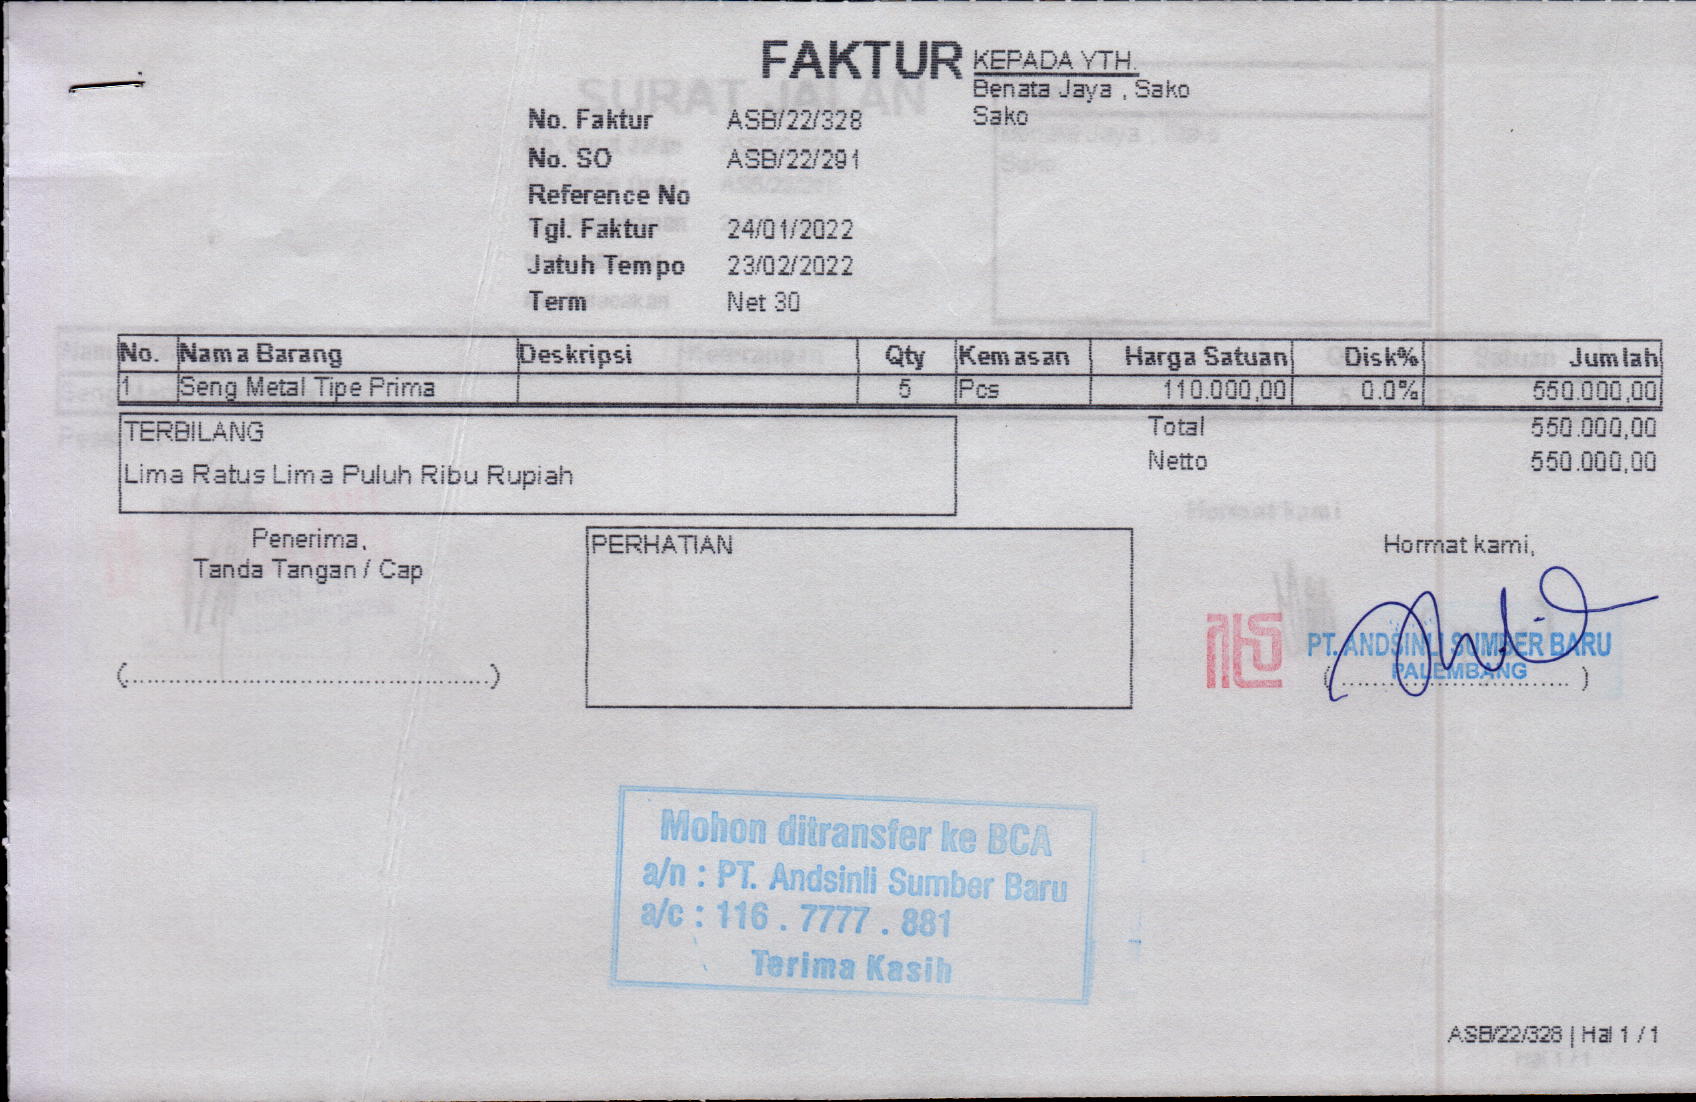 FAKTUR
KEPADA YTH.
Benata Jaya , Sako
Sako
No. Faktur ASB/22/328
No. SO ASB/22/291
Reference No
Tgl. Faktur 24/01/2022
Jatuh Tempo 23/02/2022
Term Net 30
No. Nama Barang Deskripsi Qty Kemasan Harga Satuan Disk% Jumlah
1 Seng Metal Tipe Prima 5 Pcs 110.000,00 0.0% 550.000,00
TERBILANG
Lima Ratus Lima Puluh Ribu Rupiah
Total 550.000,00
Netto 550.000,00
Penerima,
Tanda Tangan / Cap
(................................................)
PERHATIAN
Hormat kami,
PT. ANDSINLI SUMBER BARU
PALEMBANG
(..............................)
Mohon ditransfer ke BCA
a/n : PT. Andsinli Sumber Baru
a/c : 116 . 7777 . 881
Terima Kasih
ASB/22/328 | Hal 1 / 1